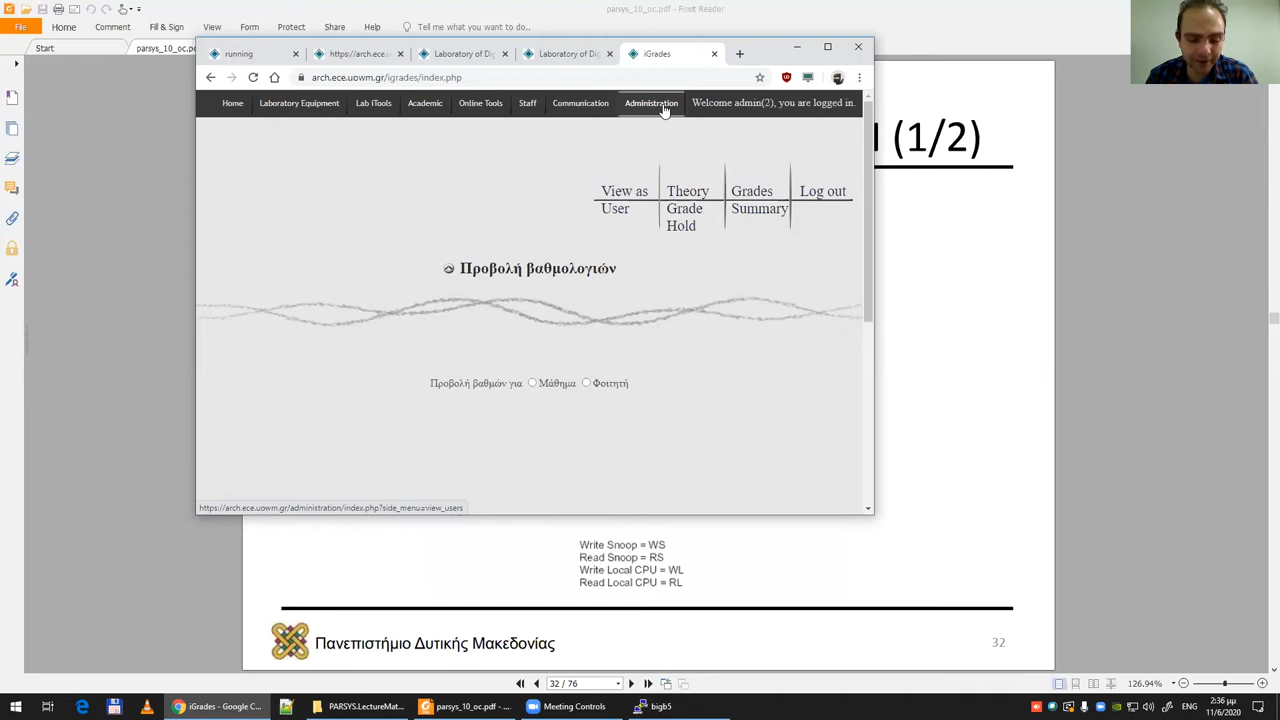 parsys_10_oc.pdf - Foxit Reader
File
Home
Comment
Fill & Sign
Form
Protect
Share
Help
Tell me what you want to do..
Start
parsys_10_oc.p
running
https://arch.ece
Laboratory of Dig
Laboratory of Dig
iGrades
arch.ece.uowm.gr/igrades/index.php
Home
Laboratory Equipment
Lab iTools
Academic
Online Tools
Staff
Communication
Administration
Welcome admin(2), you are logged in.
(1/2)
View as User
Theory Grade Hold
Grades Summary
Log out
Προβολή βαθμολογιών
Προβολή βαθμών για Μάθημα Φοιτητή
https://arch.ece.uowm.gr/administration/index.php?side_menu=view_users
Write Snoop = WS
Read Snoop = RS
Write Local CPU = WL
Read Local CPU = RL
Πανεπιστήμιο Δυτικής Μακεδονίας
32
32 / 76
126.94%
iGrades - Google C...
PARSYS.LectureMat...
parsys_10_oc.pdf - ...
Meeting Controls
bigb5
2:36 μμ
11/6/2020